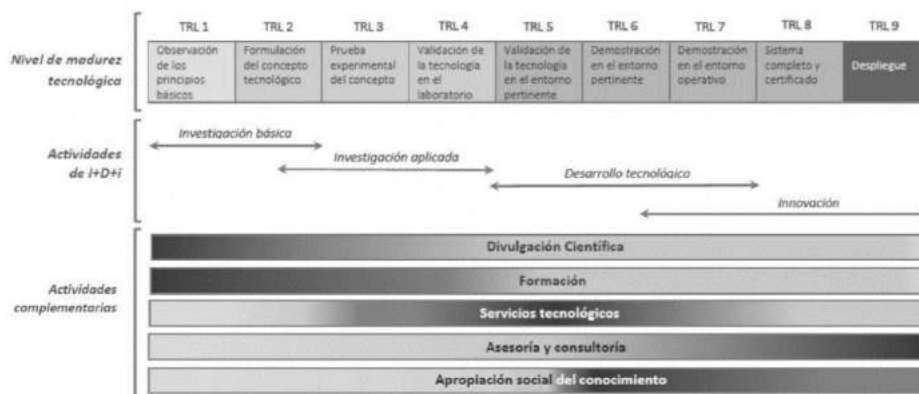 TRL 1 TRL 2 TRL 3 TRL 4 TRL 5 TRL 6 TRL 7 TRL 8 TRL 9
Nivel de madurez
tecnológica
Observación
de los
principios
básicos
Formulación
del concepto
tecnológico
Prueba
experimental
del concepto
Validación de
la tecnología
en el
laboratorio
Validación de
la tecnología
en el entorno
pertinente
Demostración
en el entorno
pertinente
Demostración
en el entorno
operativo
Sistema
completo y
certificado
Despliegue
Actividades
de I+D+i
Investigación básica
Investigación aplicada
Desarrollo tecnológico
Innovación
Actividades
complementarias
Divulgación Científica
Formación
Servicios tecnológicos
Asesoría y consultoría
Apropiación social del conocimiento